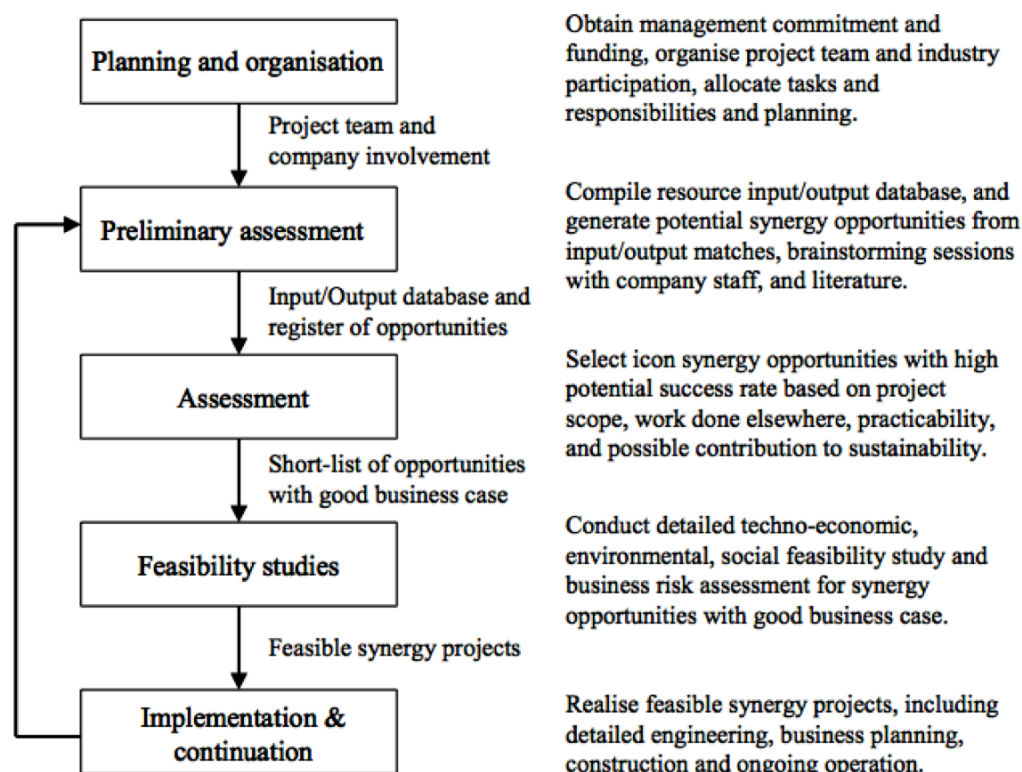 Planning and organisation
Obtain management commitment and
funding, organise project team and industry
participation, allocate tasks and
responsibilities and planning.
Project team and
company involvement
Preliminary assessment
Compile resource input/output database, and
generate potential synergy opportunities from
input/output matches, brainstorming sessions
with company staff, and literature.
Input/Output database and
register of opportunities
Assessment
Select icon synergy opportunities with high
potential success rate based on project
scope, work done elsewhere, practicability,
and possible contribution to sustainability.
Short-list of opportunities
with good business case
Feasibility studies
Conduct detailed techno-economic,
environmental, social feasibility study and
business risk assessment for synergy
opportunities with good business case.
Feasible synergy projects
Implementation &
continuation
Realise feasible synergy projects, including
detailed engineering, business planning,
construction and ongoing operation.